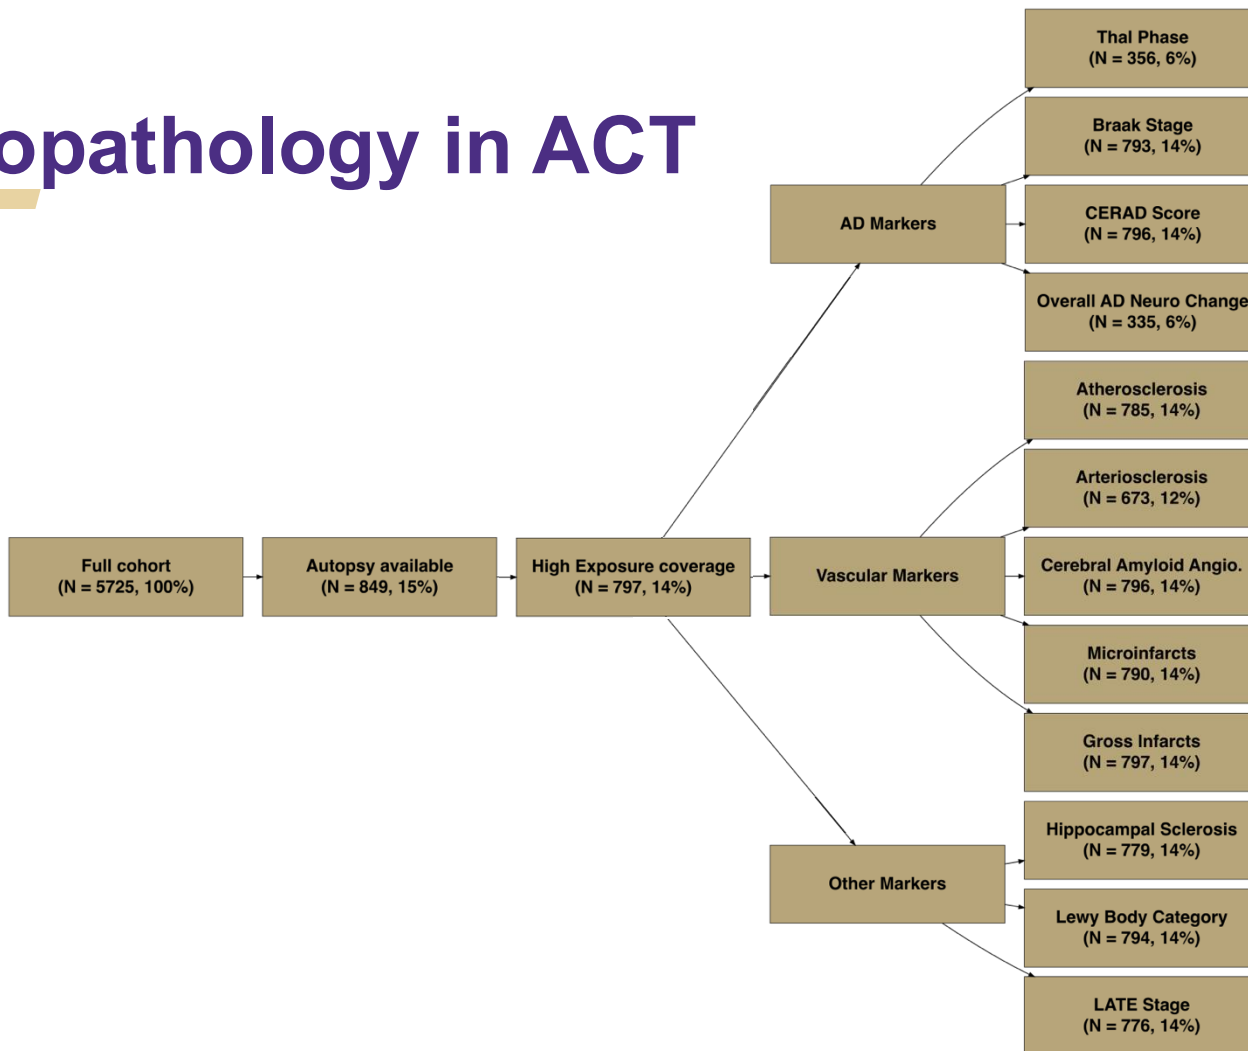 opathology in ACT
Thal Phase
(N = 356, 6%)
Braak Stage
(N = 793, 14%)
AD Markers
CERAD Score
(N = 796, 14%)
Overall AD Neuro Change
(N = 335, 6%)
Atherosclerosis
(N = 785, 14%)
Arteriosclerosis
(N = 673, 12%)
Full cohort
(N = 5725, 100%)
Autopsy available
(N = 849, 15%)
High Exposure coverage
(N = 797, 14%)
Vascular Markers
Cerebral Amyloid Angio.
(N = 796, 14%)
Microinfarcts
(N = 790, 14%)
Gross Infarcts
(N = 797, 14%)
Hippocampal Sclerosis
(N = 779, 14%)
Other Markers
Lewy Body Category
(N = 794, 14%)
LATE Stage
(N = 776, 14%)